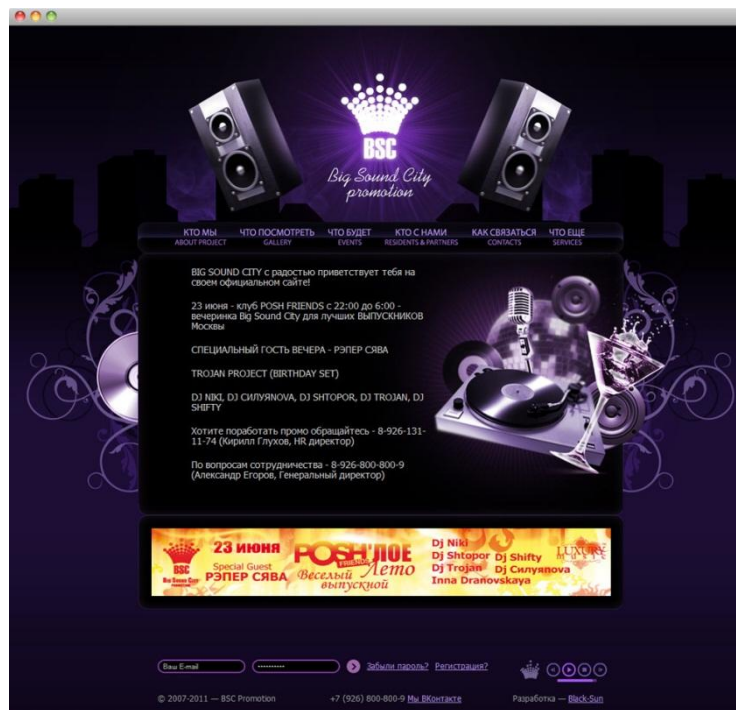 BSC
Big Sound City
promotion
КТО МЫ ЧТО ПОСМОТРЕТЬ ЧТО БУДЕТ КТО С НАМИ КАК СВЯЗАТЬСЯ ЧТО ЕЩЕ
ABOUT PROJECT GALLERY EVENTS RESIDENTS & PARTNERS CONTACTS SERVICES
BIG SOUND CITY с радостью приветствует тебя на
своем официальном сайте!
23 июня - клуб POSH FRIENDS с 22:00 до 6:00 -
вечеринка Big Sound City для лучших ВЫПУСКНИКОВ
Москвы
СПЕЦИАЛЬНЫЙ ГОСТЬ ВЕЧЕРА - РЭПЕР СЯВА
TROJAN PROJECT (BIRTHDAY SET)
DJ NIKI, DJ СИЛУЯNOVA, DJ SHTOPOR, DJ TROJAN, DJ
SHIFTY
Хотите поработать промо обращайтесь - 8-926-131-
11-74 (Кирилл Глухов, HR директор)
По вопросам сотрудничества - 8-926-800-800-9
(Александр Егоров, Генеральный директор)
BSC
Big Sound City
PROMOTION
23 ИЮНЯ
Special Guest
РЭПЕР СЯВА
POSH'ЛОЕ
FRIENDS
Лето
Веселый
выпускной
Dj Niki
Dj Shtopor Dj Shifty
Dj Trojan Dj Силуяnova
Inna Dranovskaya
LUXURY
Ваш E-mail •••••••••• Забыли пароль? Регистрация?
© 2007-2011 — BSC Promotion +7 (926) 800-800-9 Мы ВКонтакте Разработка — Black-Sun